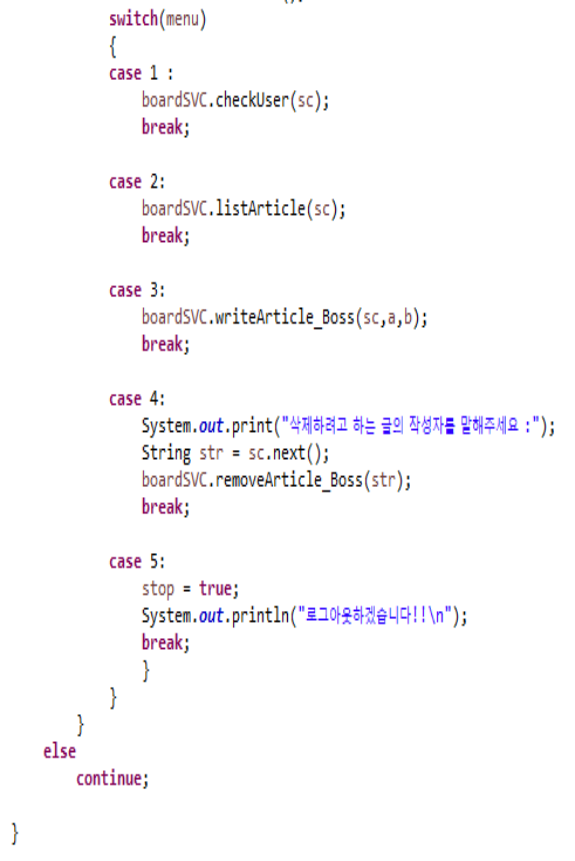 switch(menu)
{
case 1 :
boardSVC.checkUser(sc);
break;
case 2:
boardSVC.listArticle(sc);
break;
case 3:
boardSVC.writeArticle_Boss(sc,a,b);
break;
case 4:
System.out.print("삭제하려고 하는 글의 작성자를 말해주세요 :");
String str = sc.next();
boardSVC.removeArticle_Boss(str);
break;
case 5:
stop = true;
System.out.println("로그아웃하겠습니다!!\n");
break;
}
}
}
else
continue;
}